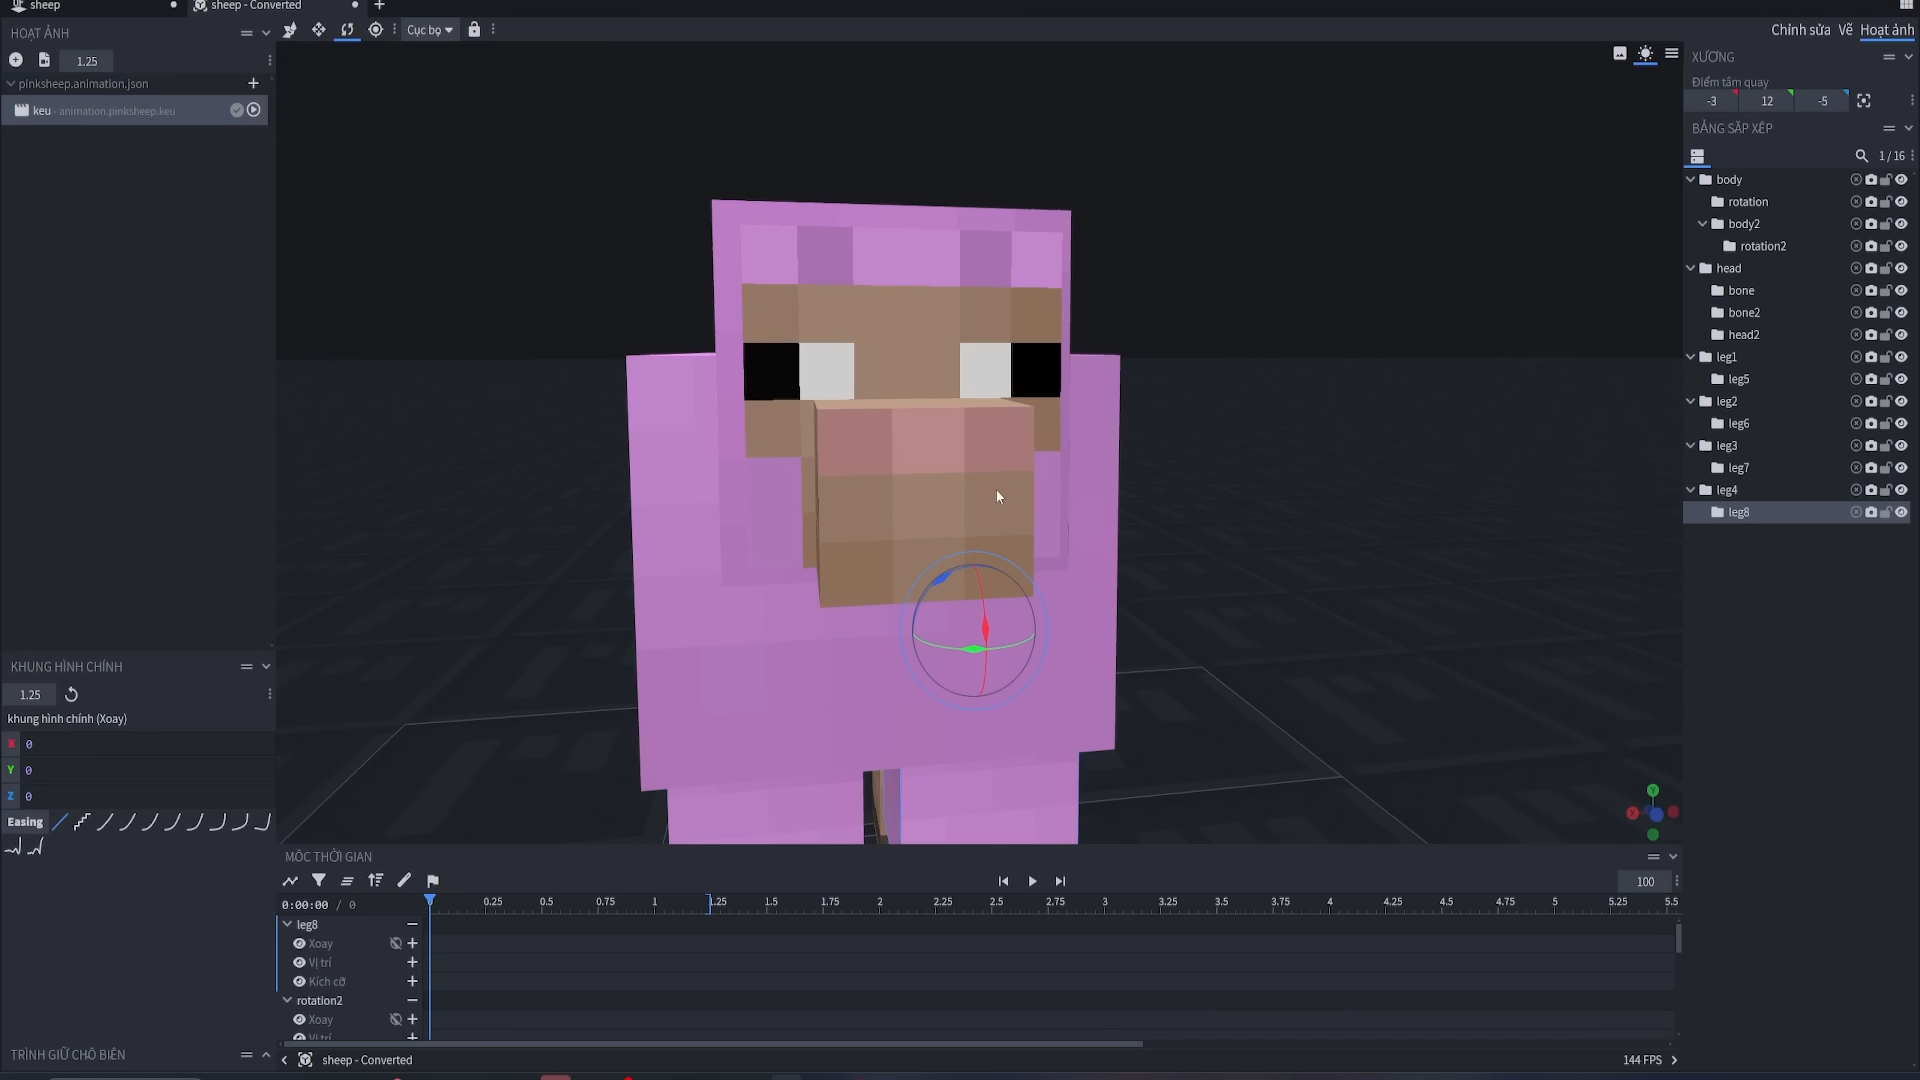 sheep
sheep - Converted
HOẠT ẢNH
1.25
pinksheep.animation.json
keu - animation.pinksheep.keu
Cục bộ
Chỉnh sửa
Vẽ
Hoạt ảnh
XƯƠNG
Điểm tâm quay
-3
12
-5
BẢNG SẮP XẾP
1 / 16
body
rotation
body2
rotation2
head
bone
bone2
head2
leg1
leg5
leg2
leg6
leg3
leg7
leg4
leg8
KHUNG HÌNH CHÍNH
1.25
khung hình chính (Xoay)
X 0
Y 0
Z 0
Easing
TRÌNH GIỮ CHỖ BIẾN
Y
X
MỐC THỜI GIAN
100
0:00:00 / 0
0.25 0.5 0.75 1 1.25 1.5 1.75 2 2.25 2.5 2.75 3 3.25 3.5 3.75 4 4.25 4.5 4.75 5 5.25 5.5
leg8
Xoay
Vị trí
Kích cỡ
rotation2
Xoay
Vị trí
sheep - Converted
144 FPS